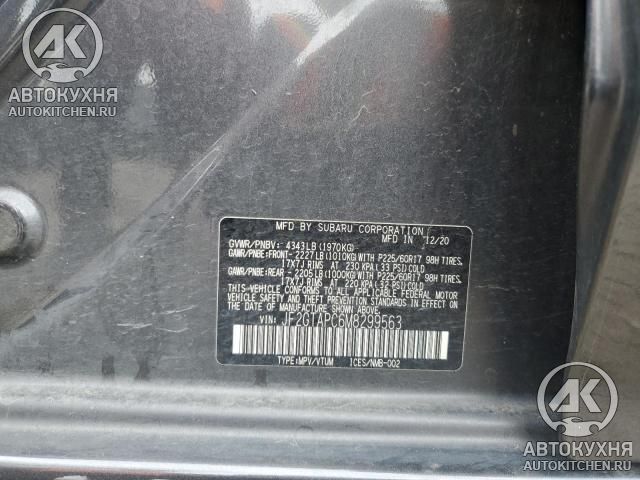 АК
АВТОКУХНЯ
AUTOKITCHEN.RU
MFD BY SUBARU CORPORATION
MFD IN 12/20
GVWR/PNBV: 4343LB(1970KG)
GAWR/PNBE:FRONT-2227LB(1010KG)WITH P225/60R17 98H TIRES,
17X7J RIMS AT 230 KPA(33 PSI)COLD
GAWR/PNBE:REAR -2205LB(1000KG)WITH P225/60R17 98H TIRES,
17X7J RIMS AT 220 KPA(32 PSI)COLD
THIS VEHICLE CONFORMS TO ALL APPLICABLE FEDERAL MOTOR
VEHICLE SAFETY, BUMPER, AND THEFT PREVENTION STANDARDS
IN EFFECT ON THE DATE OF MANUFACTURE SHOWN ABOVE.
VIN: JF2GTAPC6M8299563
TYPE:MPV/VTUM ICES/NMB-002
АК
АВТОКУХНЯ
AUTOKITCHEN.RU